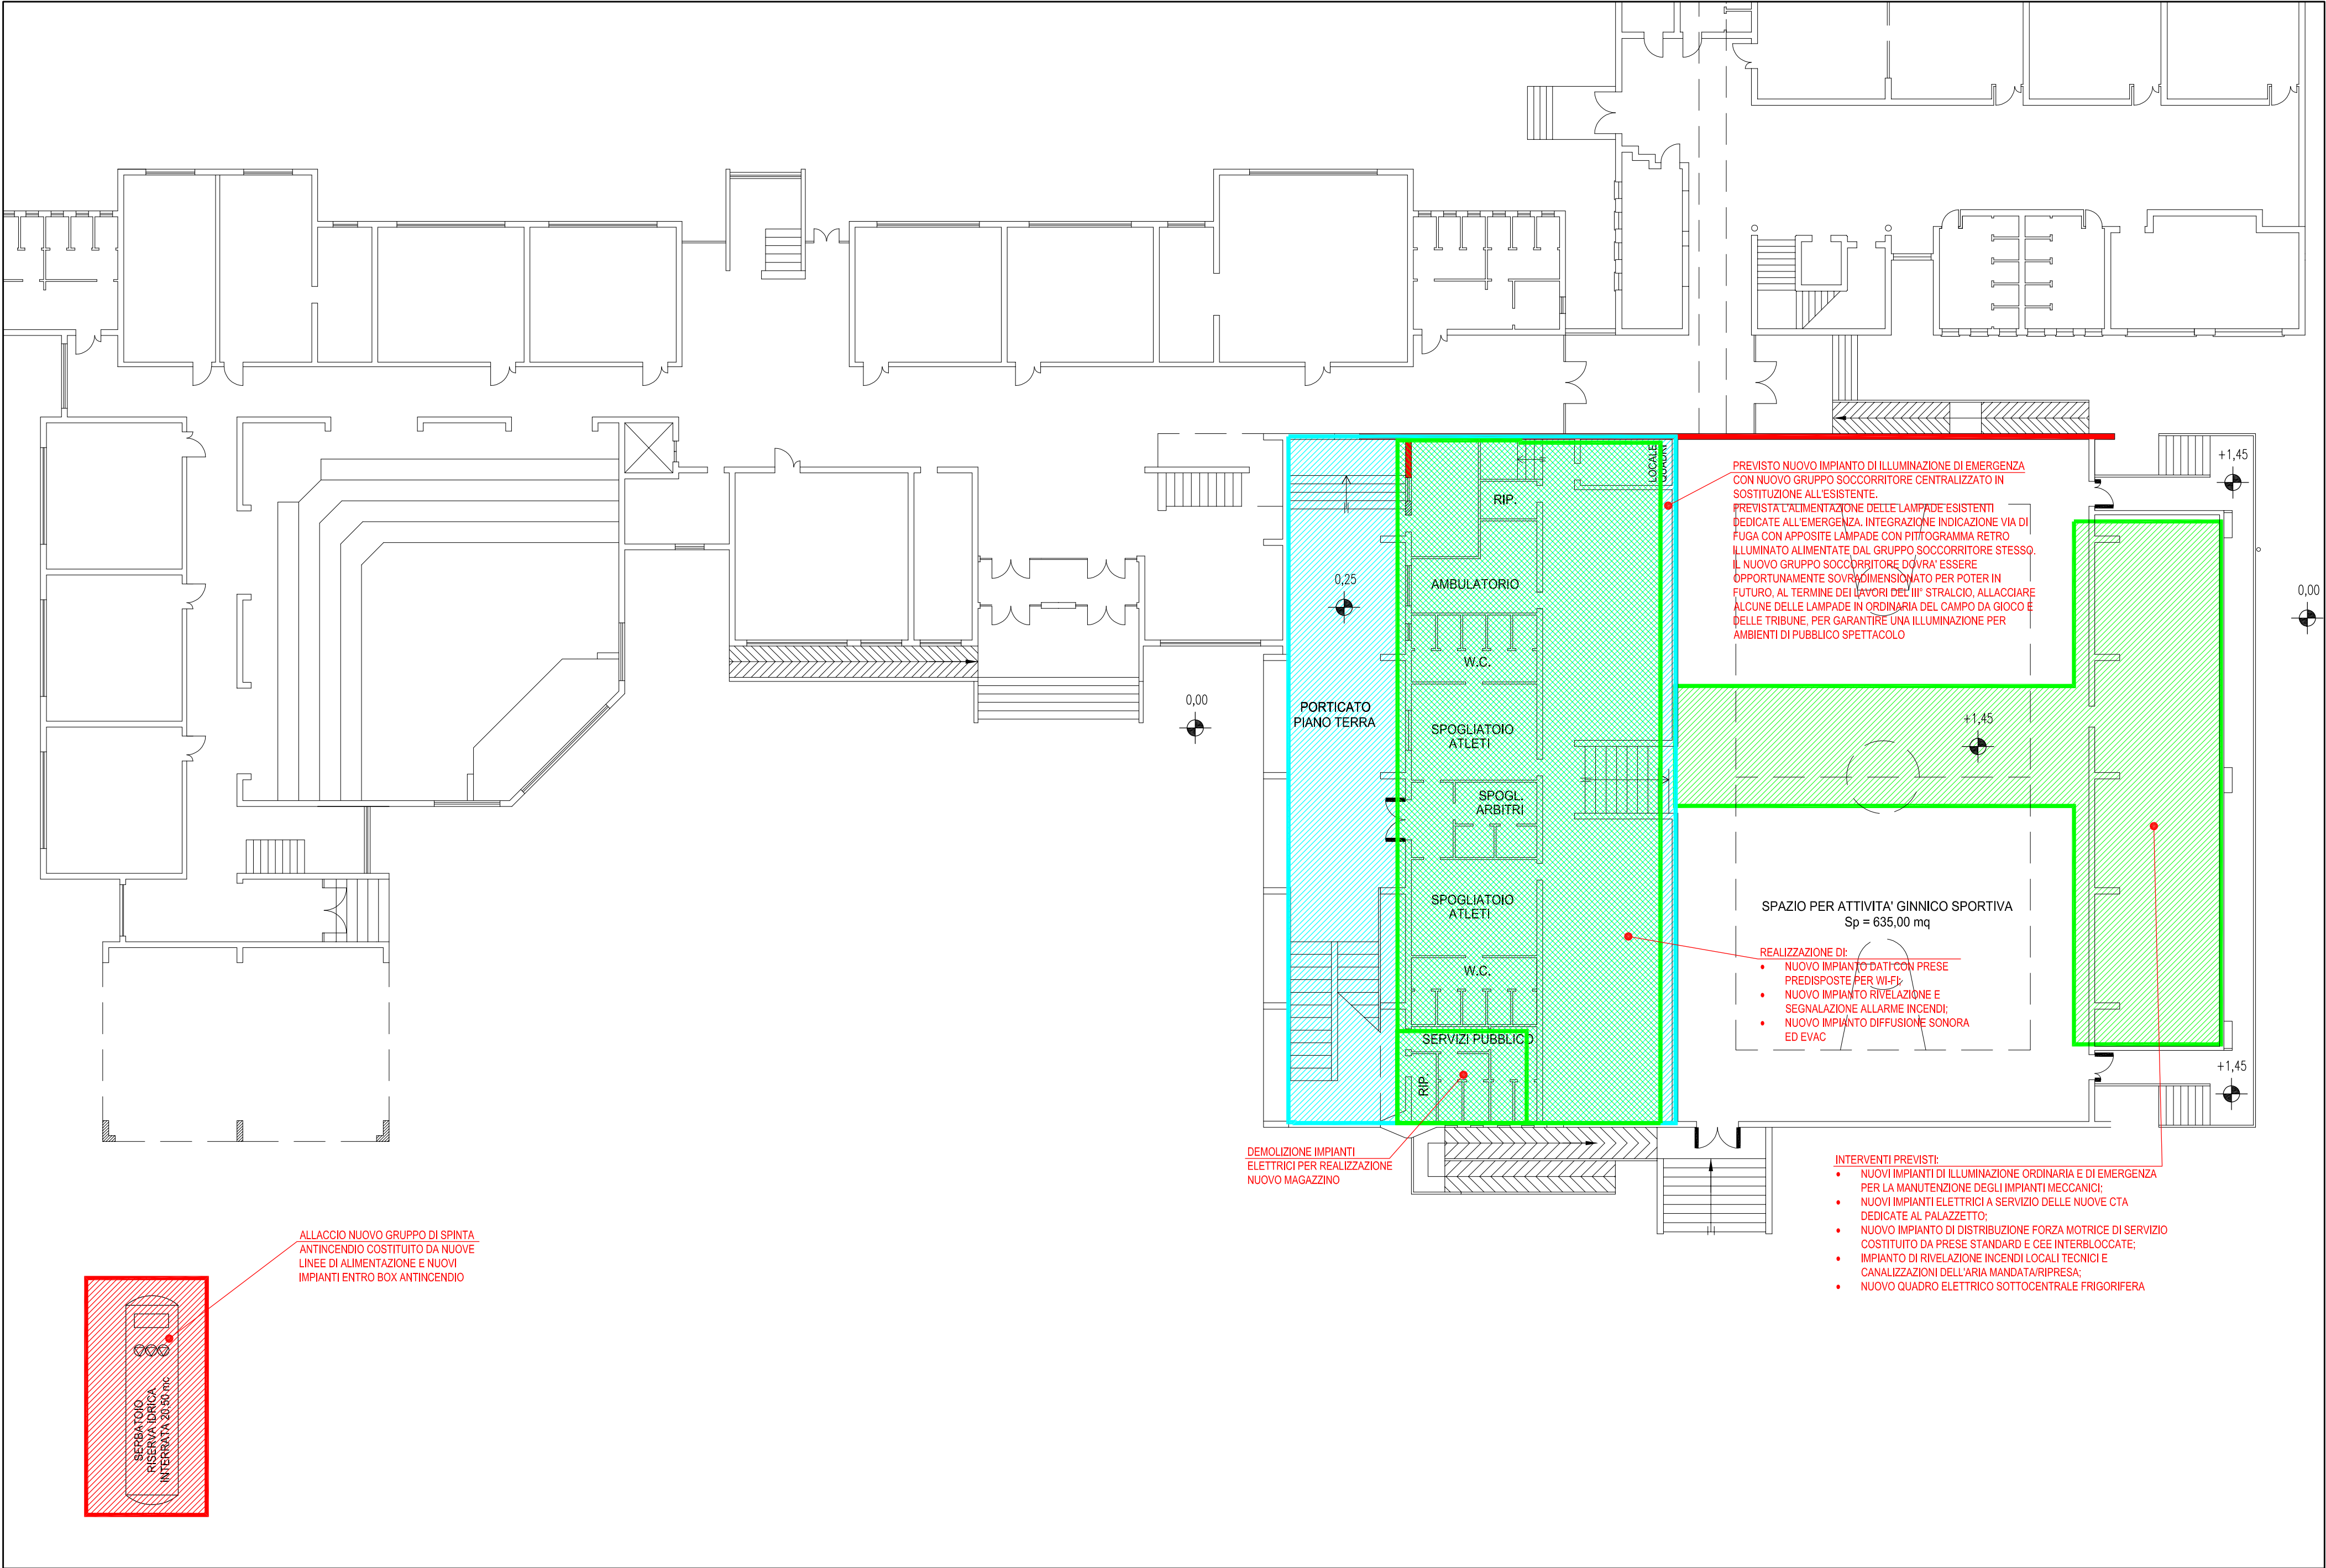 LOCALE
QUADRI
RIP.
AMBULATORIO
W.C.
SPOGLIATOIO
ATLETI
SPOGL.
ARBITRI
SPOGLIATOIO
ATLETI
W.C.
SERVIZI PUBBLICO
RIP.
0,25
PORTICATO
PIANO TERRA
0,00
PREVISTO NUOVO IMPIANTO DI ILLUMINAZIONE DI EMERGENZA
CON NUOVO GRUPPO SOCCORRITORE CENTRALIZZATO IN
SOSTITUZIONE ALL'ESISTENTE.
PREVISTA L'ALIMENTAZIONE DELLE LAMPADE ESISTENTI
DEDICATE ALL'EMERGENZA. INTEGRAZIONE INDICAZIONE VIA DI
FUGA CON APPOSITE LAMPADE CON PITTOGRAMMA RETRO
ILLUMINATO ALIMENTATE DAL GRUPPO SOCCORRITORE STESSO.
IL NUOVO GRUPPO SOCCORRITORE DOVRA' ESSERE
OPPORTUNAMENTE SOVRADIMENSIONATO PER POTER IN
FUTURO, AL TERMINE DEI LAVORI DEL III° STRALCIO, ALLACCIARE
ALCUNE DELLE LAMPADE IN ORDINARIA DEL CAMPO DA GIOCO E
DELLE TRIBUNE, PER GARANTIRE UNA ILLUMINAZIONE PER
AMBIENTI DI PUBBLICO SPETTACOLO
+1,45
0,00
+1,45
SPAZIO PER ATTIVITA' GINNICO SPORTIVA
Sp = 635,00 mq
REALIZZAZIONE DI:
• NUOVO IMPIANTO DATI CON PRESE
PREDISPOSTE PER WI-FI;
• NUOVO IMPIANTO RIVELAZIONE E
SEGNALAZIONE ALLARME INCENDI;
• NUOVO IMPIANTO DIFFUSIONE SONORA
ED EVAC
+1,45
DEMOLIZIONE IMPIANTI
ELETTRICI PER REALIZZAZIONE
NUOVO MAGAZZINO
INTERVENTI PREVISTI:
• NUOVI IMPIANTI DI ILLUMINAZIONE ORDINARIA E DI EMERGENZA
PER LA MANUTENZIONE DEGLI IMPIANTI MECCANICI;
• NUOVI IMPIANTI ELETTRICI A SERVIZIO DELLE NUOVE CTA
DEDICATE AL PALAZZETTO;
• NUOVO IMPIANTO DI DISTRIBUZIONE FORZA MOTRICE DI SERVIZIO
COSTITUITO DA PRESE STANDARD E CEE INTERBLOCCATE;
• IMPIANTO DI RIVELAZIONE INCENDI LOCALI TECNICI E
CANALIZZAZIONI DELL'ARIA MANDATA/RIPRESA;
• NUOVO QUADRO ELETTRICO SOTTOCENTRALE FRIGORIFERA
ALLACCIO NUOVO GRUPPO DI SPINTA
ANTINCENDIO COSTITUITO DA NUOVE
LINEE DI ALIMENTAZIONE E NUOVI
IMPIANTI ENTRO BOX ANTINCENDIO
SERBATOIO
RISERVA IDRICA
INTERRATA 20,50 mc